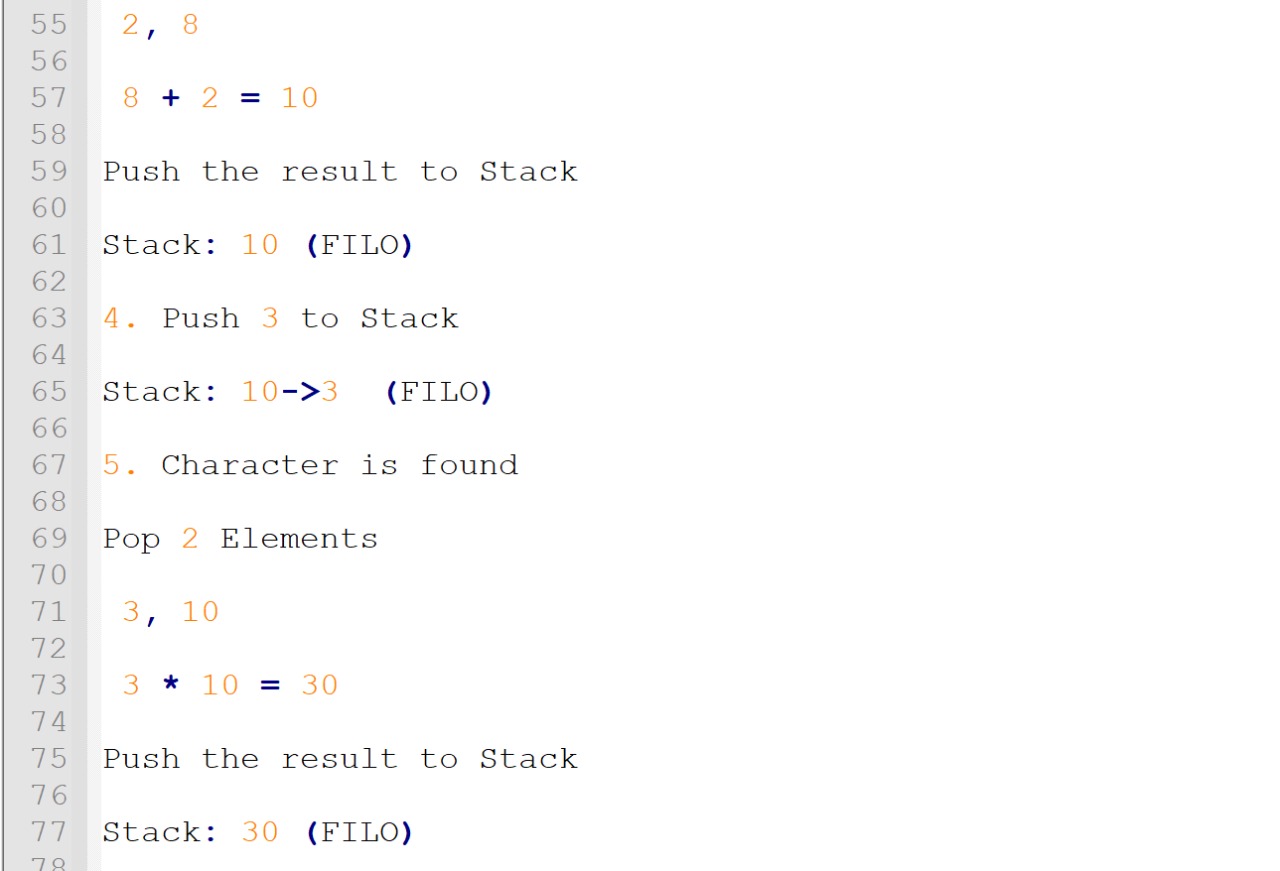 55 2, 8
56
57 8 + 2 = 10
58
59 Push the result to Stack
60
61 Stack: 10 (FILO)
62
63 4. Push 3 to Stack
64
65 Stack: 10->3 (FILO)
66
67 5. Character is found
68
69 Pop 2 Elements
70
71 3, 10
72
73 3 * 10 = 30
74
75 Push the result to Stack
76
77 Stack: 30 (FILO)
78